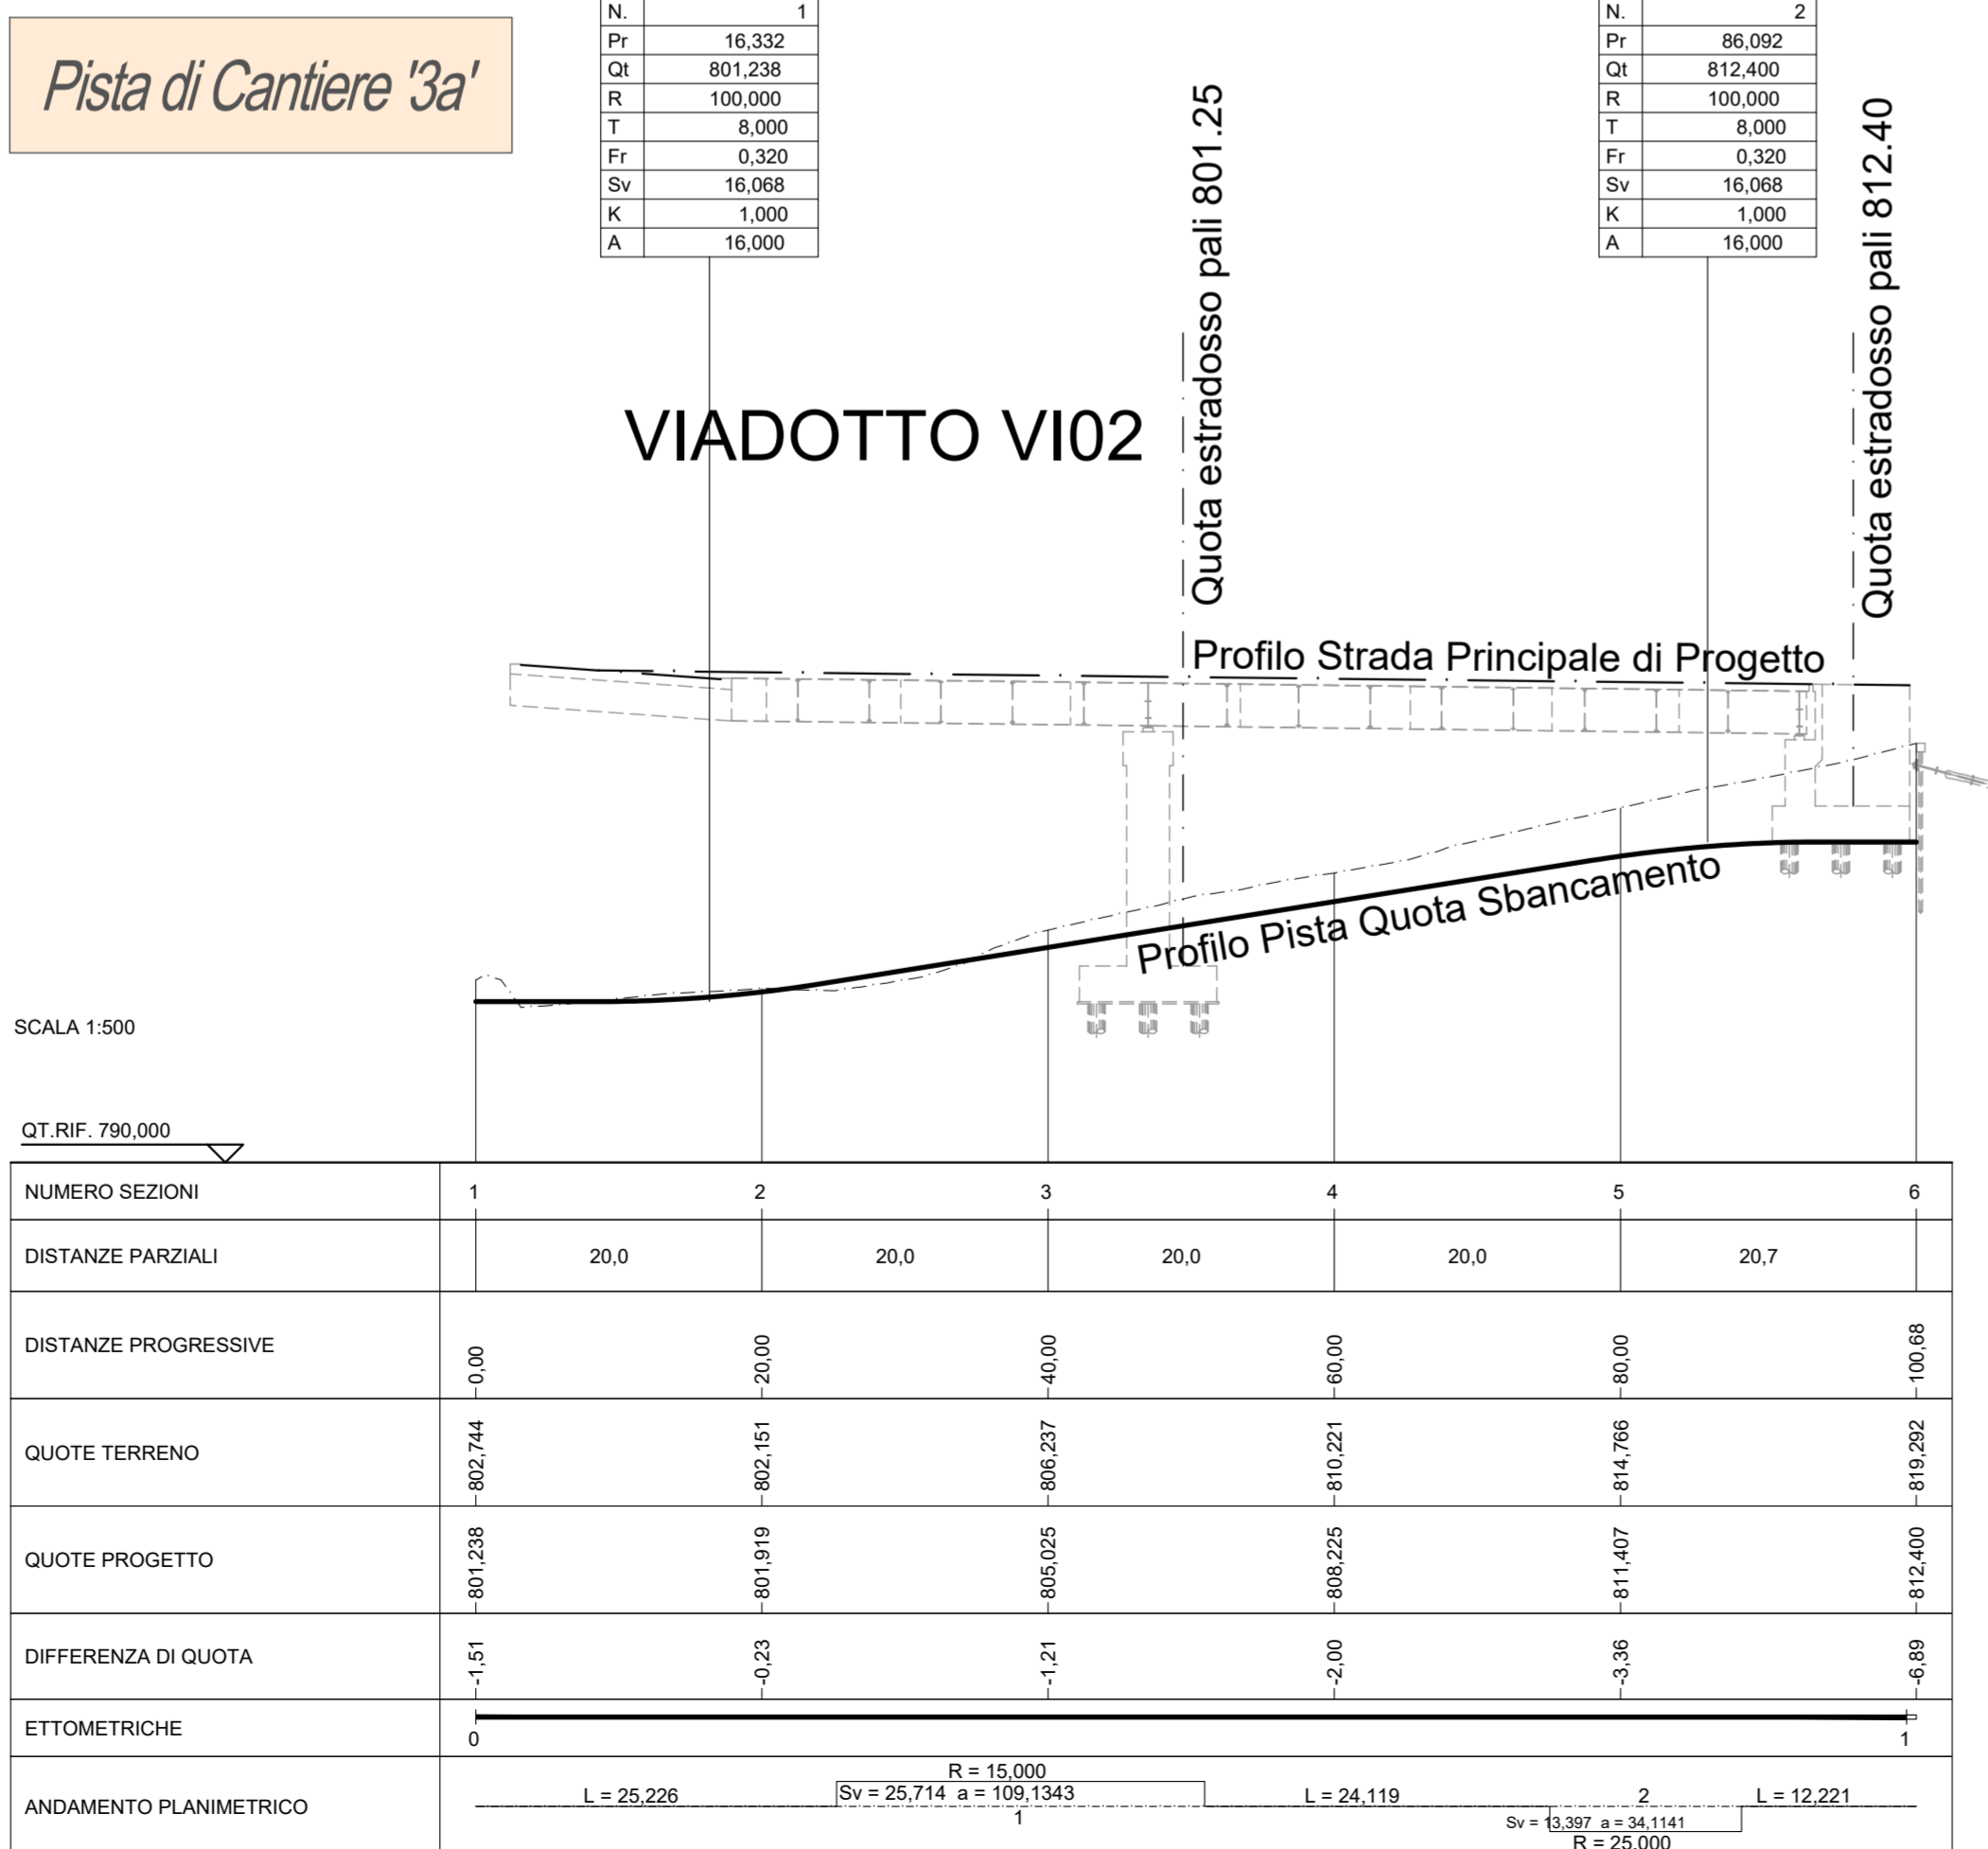 Pista di Cantiere '3a'
N. 1
Pr 16,332
Qt 801,238
R 100,000
T 8,000
Fr 0,320
Sv 16,068
K 1,000
A 16,000
N. 2
Pr 86,092
Qt 812,400
R 100,000
T 8,000
Fr 0,320
Sv 16,068
K 1,000
A 16,000
Quota estradosso pali 801.25
Quota estradosso pali 812.40
VIADOTTO VI02
Profilo Strada Principale di Progetto
Profilo Pista Quota Sbancamento
SCALA 1:500
QT.RIF. 790,000
NUMERO SEZIONI 1 2 3 4 5 6
DISTANZE PARZIALI 20,0 20,0 20,0 20,0 20,7
DISTANZE PROGRESSIVE 0,00 20,00 40,00 60,00 80,00 100,68
QUOTE TERRENO 802,744 802,151 806,237 810,221 814,766 819,292
QUOTE PROGETTO 801,238 801,919 805,025 808,225 811,407 812,400
DIFFERENZA DI QUOTA -1,51 -0,23 -1,21 -2,00 -3,36 -6,89
ETTOMETRICHE 0 1
ANDAMENTO PLANIMETRICO
L = 25,226
R = 15,000
Sv = 25,714 a = 109,1343
1
L = 24,119
2
Sv = 13,397 a = 34,1141
R = 25,000
L = 12,221